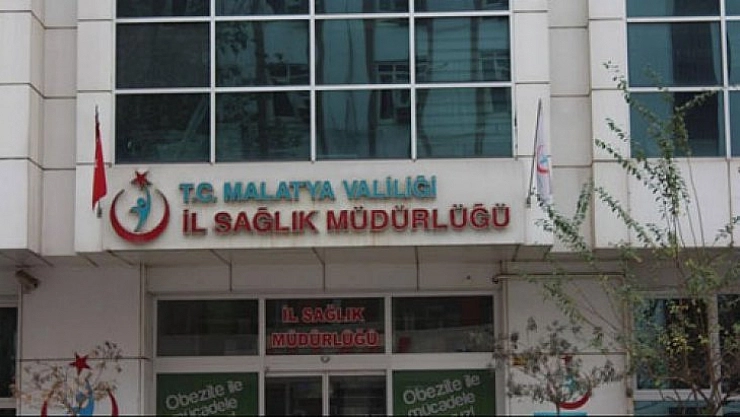 T.C. MALATYA VALİLİĞİ
İL SAĞLIK MÜDÜRLÜĞÜ
İL SAĞLIK
MÜDÜRLÜĞÜ
Obezite ile
mücadele
Obezite ile
mücadele